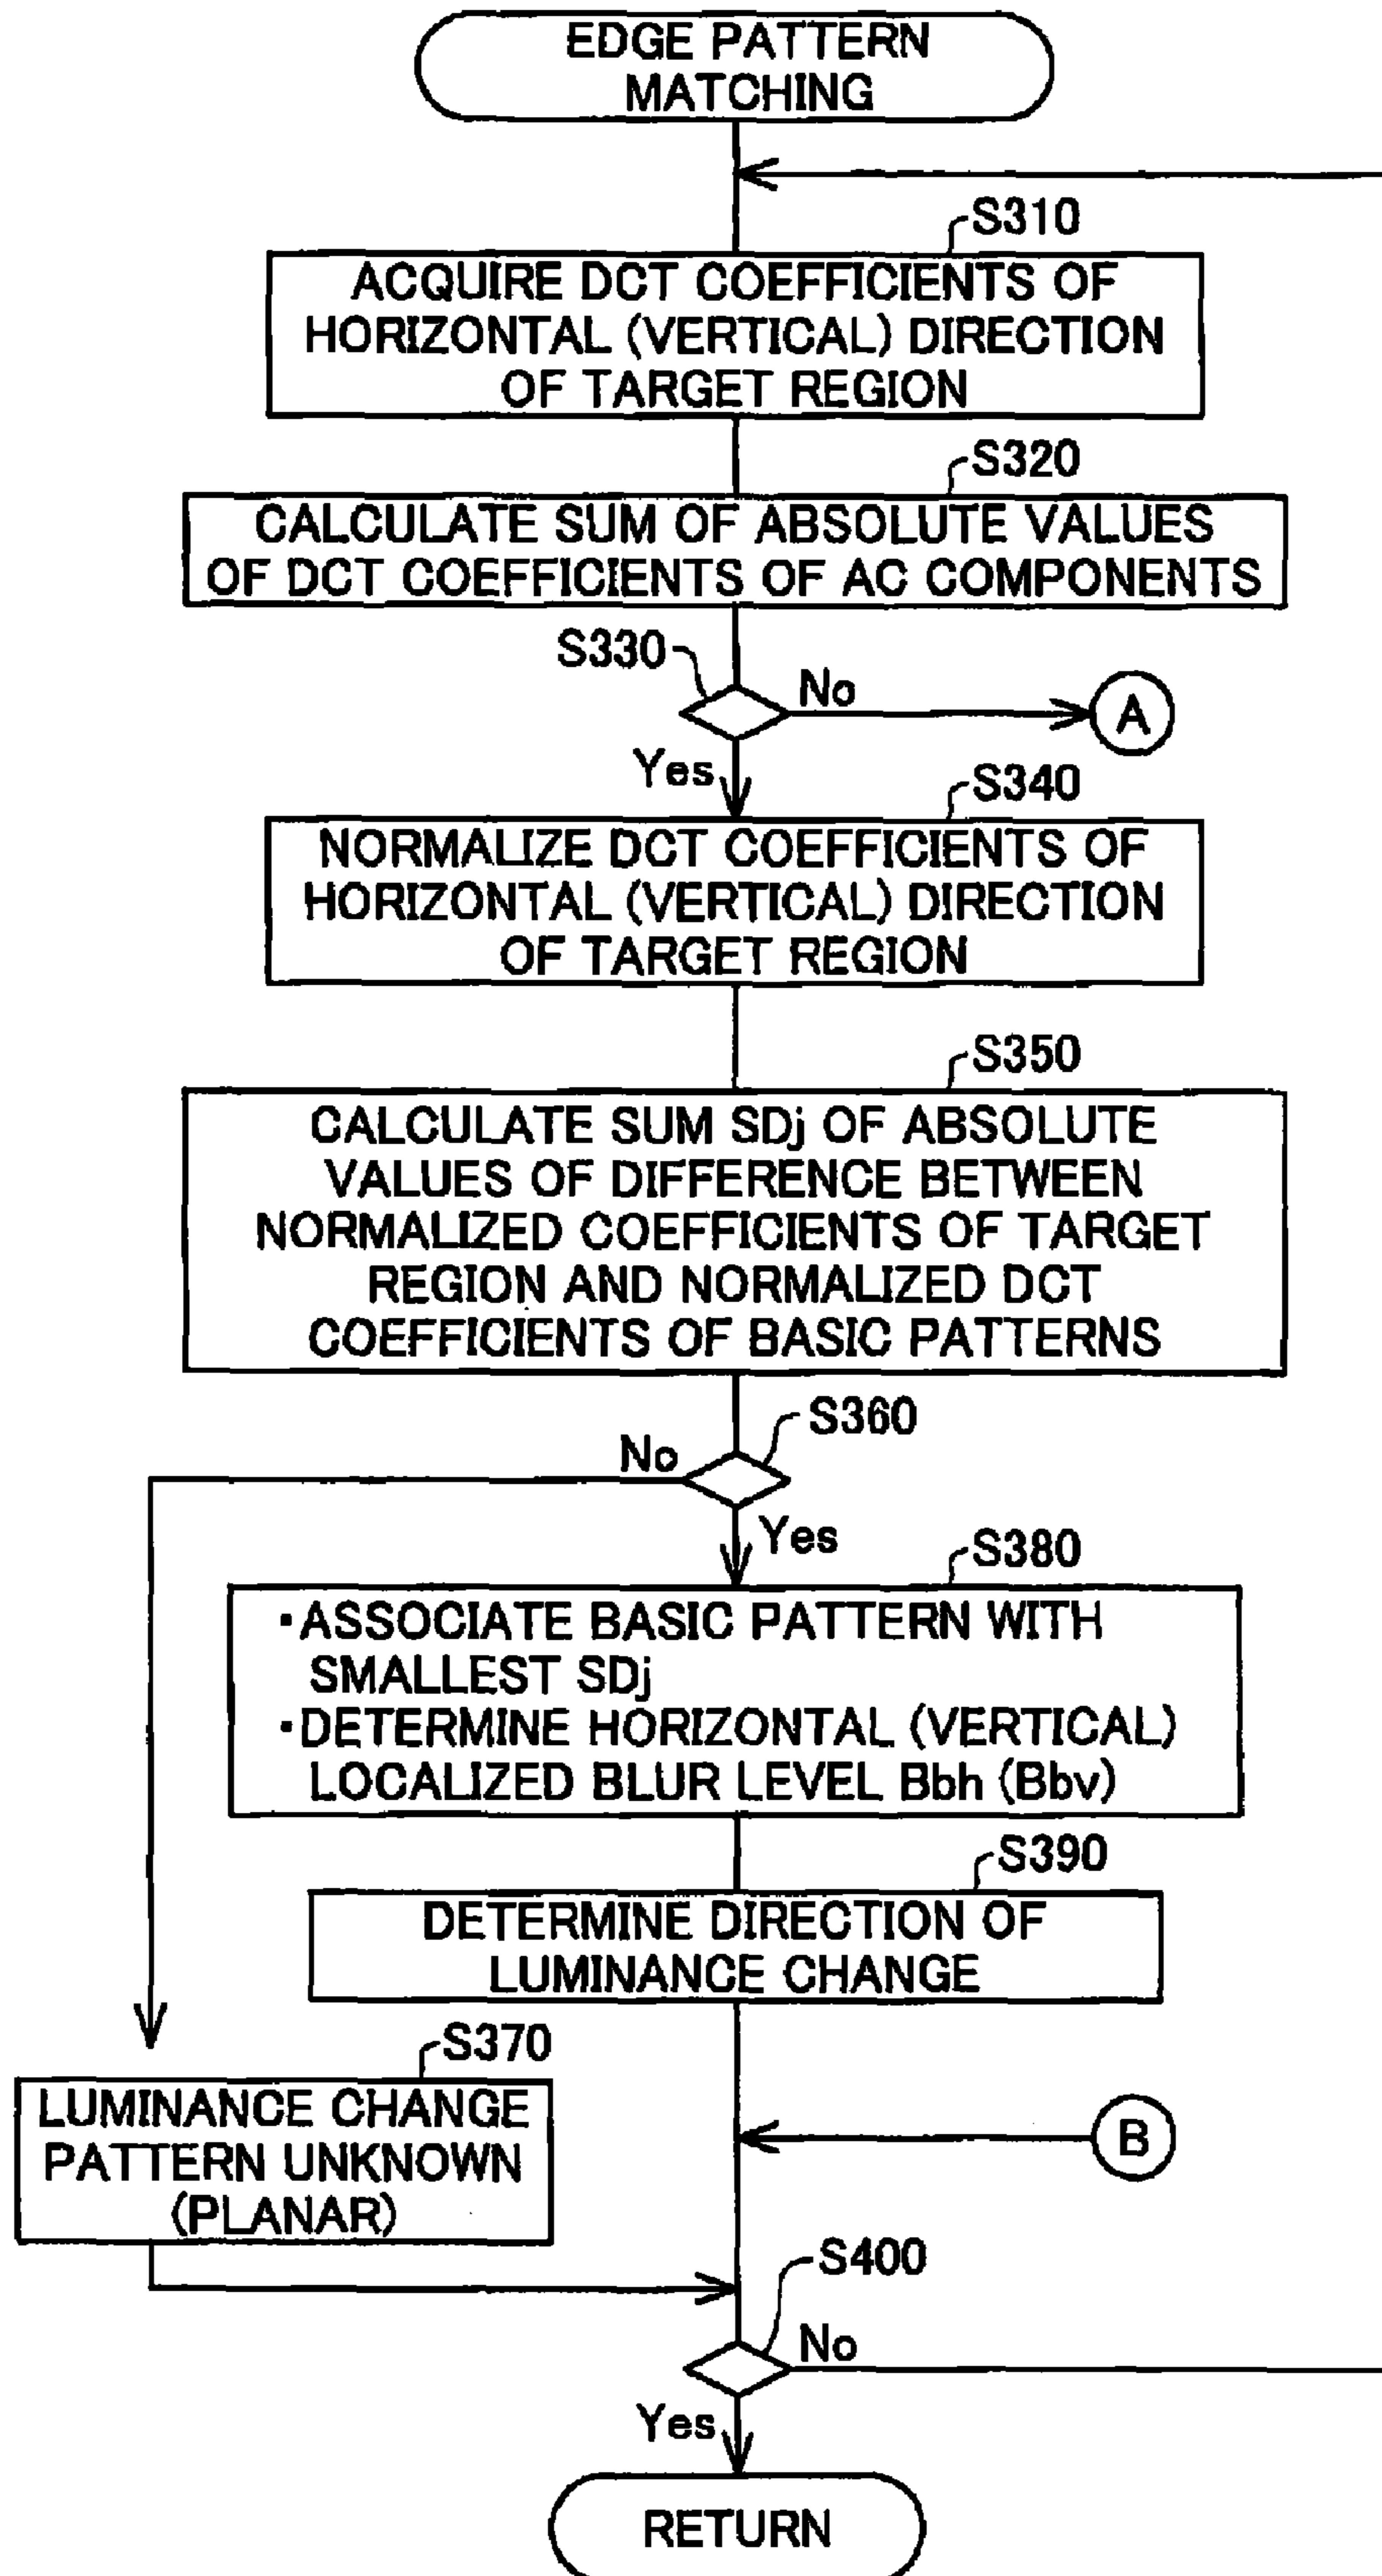 EDGE PATTERN
MATCHING
S310
ACQUIRE DCT COEFFICIENTS OF
HORIZONTAL (VERTICAL) DIRECTION
OF TARGET REGION
S320
CALCULATE SUM OF ABSOLUTE VALUES
OF DCT COEFFICIENTS OF AC COMPONENTS
S330
No
A
Yes
S340
NORMALIZE DCT COEFFICIENTS OF
HORIZONTAL (VERTICAL) DIRECTION
OF TARGET REGION
S350
CALCULATE SUM SDj OF ABSOLUTE
VALUES OF DIFFERENCE BETWEEN
NORMALIZED COEFFICIENTS OF TARGET
REGION AND NORMALIZED DCT
COEFFICIENTS OF BASIC PATTERNS
S360
No
Yes
S380
・ASSOCIATE BASIC PATTERN WITH
SMALLEST SDj
・DETERMINE HORIZONTAL (VERTICAL)
LOCALIZED BLUR LEVEL Bbh (Bbv)
S390
DETERMINE DIRECTION OF
LUMINANCE CHANGE
S370
LUMINANCE CHANGE
PATTERN UNKNOWN
(PLANAR)
B
S400
No
Yes
RETURN